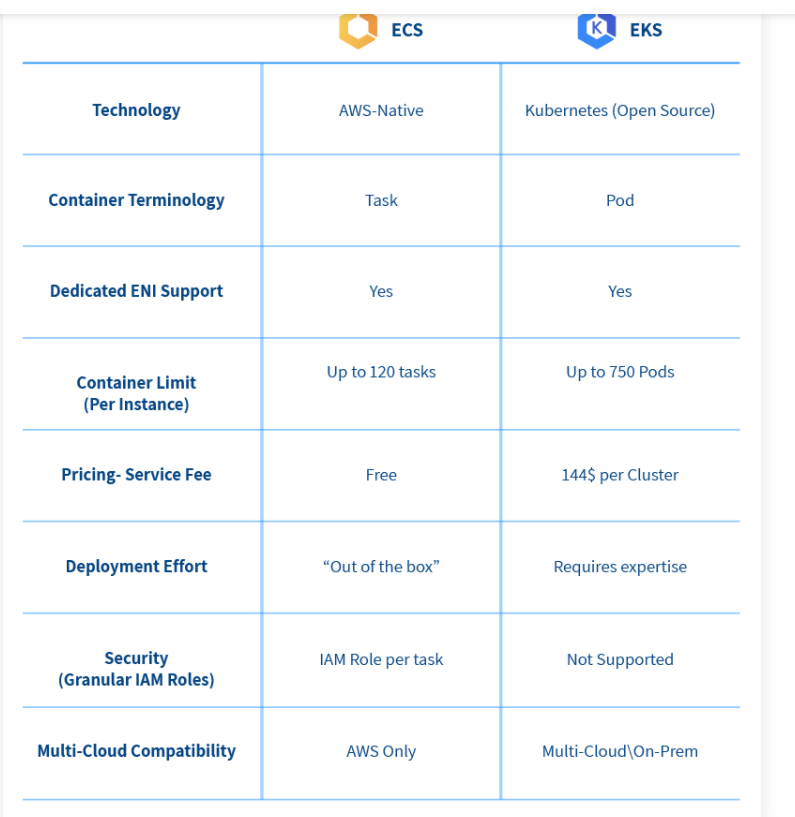 ECS EKS
Technology AWS-Native Kubernetes (Open Source)
Container Terminology Task Pod
Dedicated ENI Support Yes Yes
Container Limit
(Per Instance) Up to 120 tasks Up to 750 Pods
Pricing- Service Fee Free 144$ per Cluster
Deployment Effort “Out of the box” Requires expertise
Security
(Granular IAM Roles) IAM Role per task Not Supported
Multi-Cloud Compatibility AWS Only Multi-Cloud\On-Prem